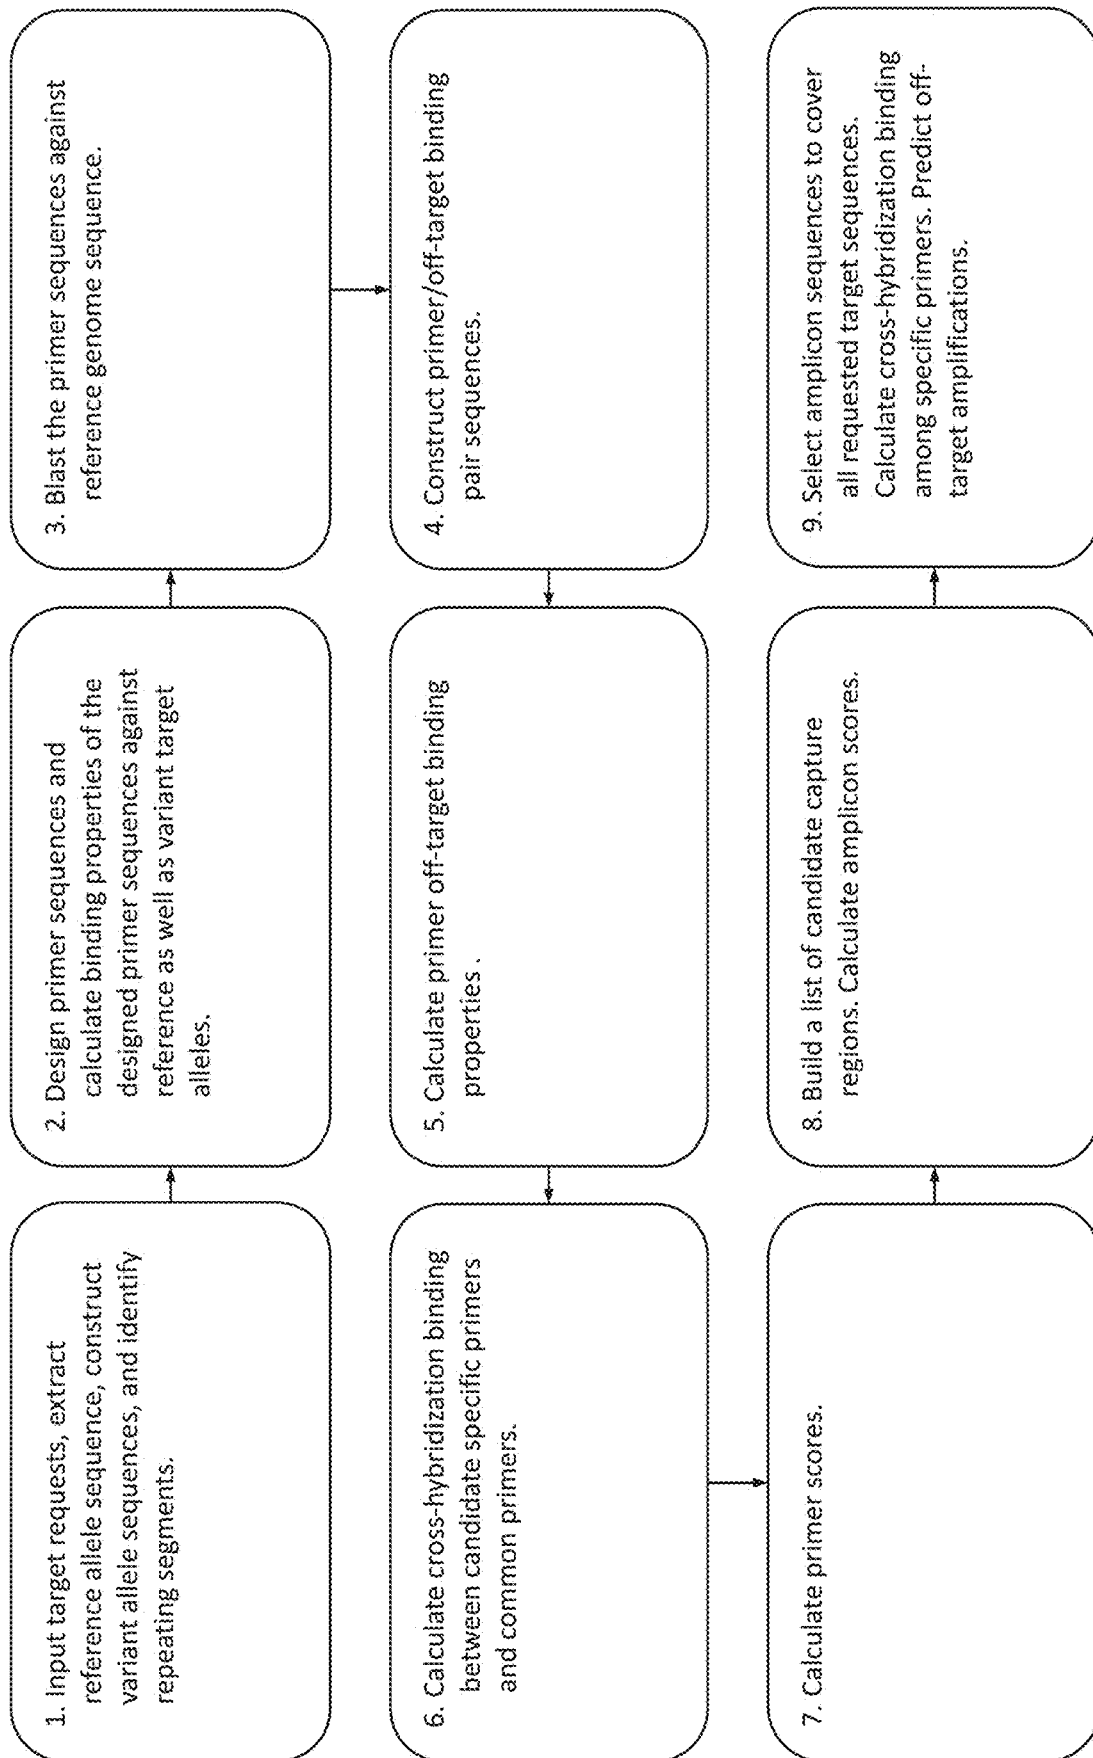 1. Input target requests, extract
reference allele sequence, construct
variant allele sequences, and identify
repeating segments.
2. Design primer sequences and
calculate binding properties of the
designed primer sequences against
reference as well as variant target
alleles.
3. Blast the primer sequences against
reference genome sequence.
4. Construct primer/off-target binding
pair sequences.
5. Calculate primer off-target binding
properties .
6. Calculate cross-hybridization binding
between candidate specific primers
and common primers.
7. Calculate primer scores.
8. Build a list of candidate capture
regions. Calculate amplicon scores.
9. Select amplicon sequences to cover
all requested target sequences.
Calculate cross-hybridization binding
among specific primers. Predict off-
target amplifications.